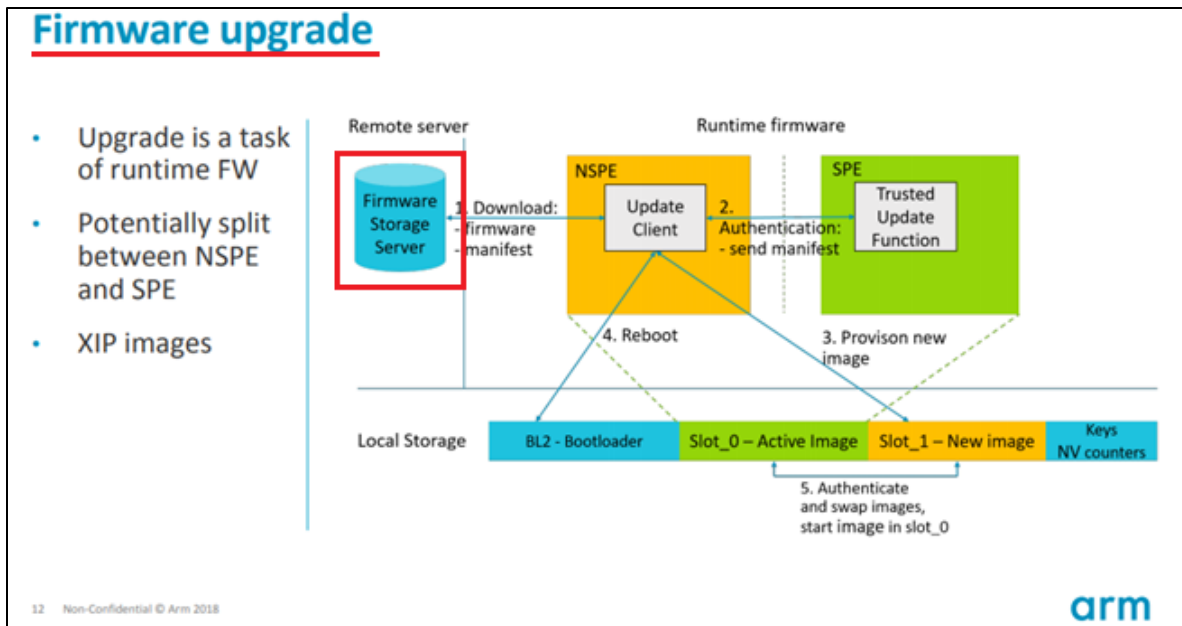 Firmware upgrade
• Upgrade is a task
of runtime FW
• Potentially split
between NSPE
and SPE
• XIP images
Remote server
Runtime firmware
Firmware
Storage
Server
1. Download:
- firmware
- manifest
NSPE
Update
Client
2.
Authentication:
- send manifest
SPE
Trusted
Update
Function
4. Reboot
3. Provison new
image
Local Storage
BL2 - Bootloader
Slot_0 – Active Image
Slot_1 – New image
Keys
NV counters
5. Authenticate
and swap images,
start image in slot_0
12 Non-Confidential © Arm 2018
arm